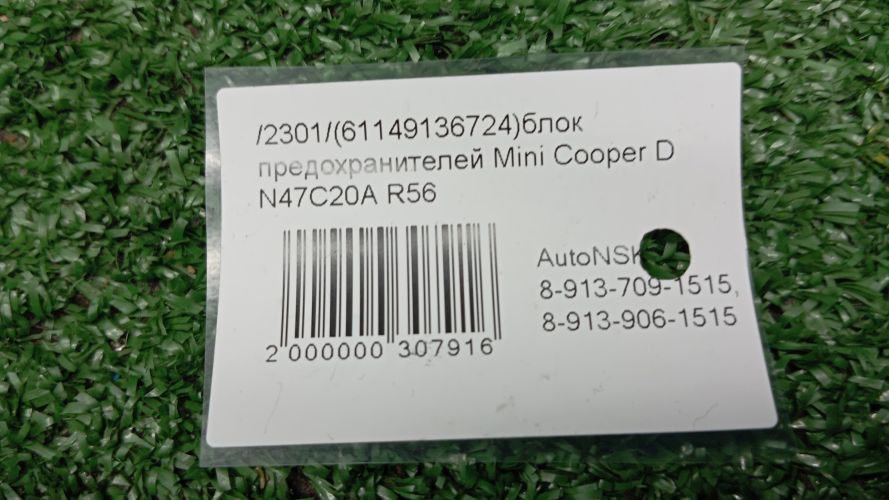 /2301/(61149136724)блок
предохранителей Mini Cooper D
N47C20A R56
AutoNSK
8-913-709-1515,
8-913-906-1515
2 000000 307916